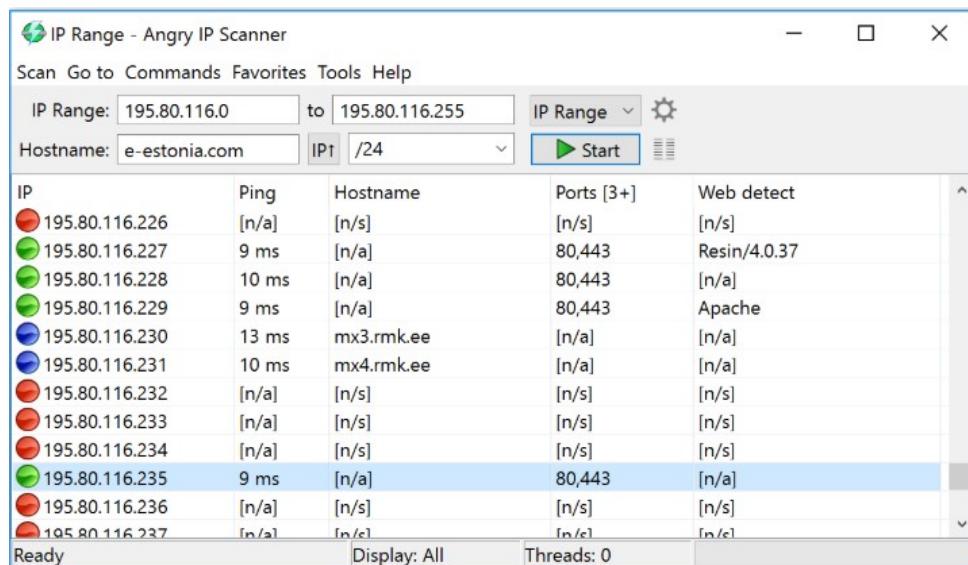 IP Range - Angry IP Scanner
Scan Go to Commands Favorites Tools Help
IP Range: 195.80.116.0 to 195.80.116.255 IP Range
Hostname: e-estonia.com IP↑ /24 Start
IP Ping Hostname Ports [3+] Web detect
195.80.116.226 [n/a] [n/s] [n/s] [n/s]
195.80.116.227 9 ms [n/a] 80,443 Resin/4.0.37
195.80.116.228 10 ms [n/a] 80,443 [n/a]
195.80.116.229 9 ms [n/a] 80,443 Apache
195.80.116.230 13 ms mx3.rmk.ee [n/a] [n/a]
195.80.116.231 10 ms mx4.rmk.ee [n/a] [n/a]
195.80.116.232 [n/a] [n/s] [n/s] [n/s]
195.80.116.233 [n/a] [n/s] [n/s] [n/s]
195.80.116.234 [n/a] [n/s] [n/s] [n/s]
195.80.116.235 9 ms [n/a] 80,443 [n/a]
195.80.116.236 [n/a] [n/s] [n/s] [n/s]
195.80.116.237 [n/a] [n/s] [n/s] [n/s]
Ready Display: All Threads: 0